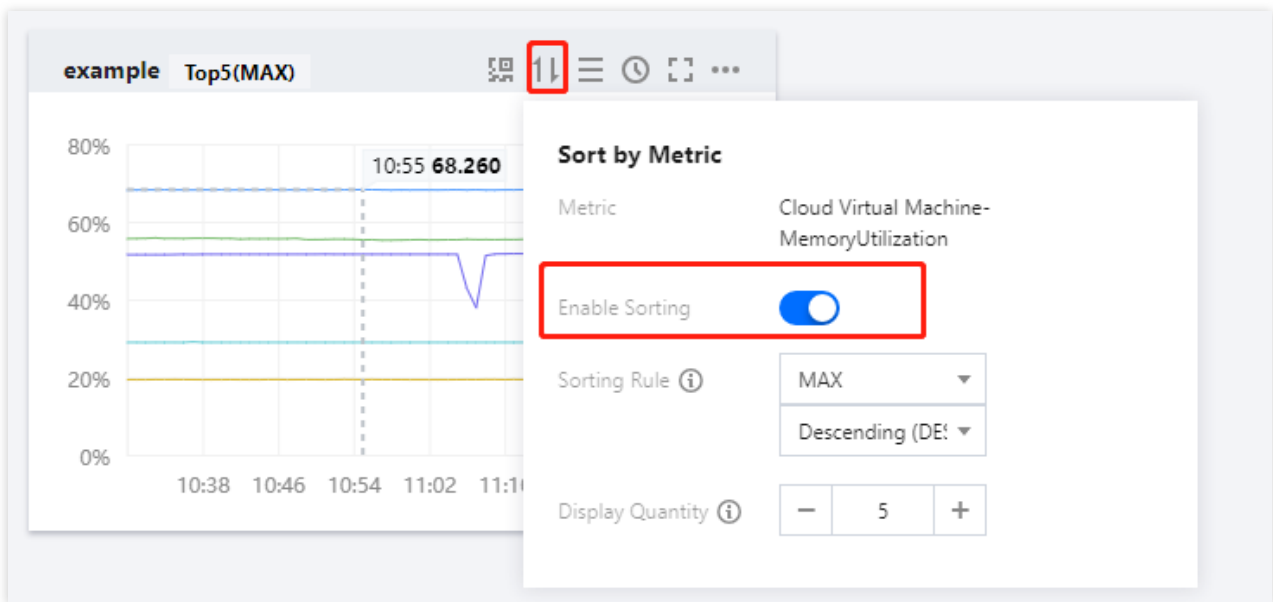 example Top5(MAX)
80%
10:55 68.260
60%
40%
20%
0%
10:38 10:46 10:54 11:02
Sort by Metric
Metric
Cloud Virtual Machine-
MemoryUtilization
Enable Sorting
Sorting Rule
MAX
Descending (DES
Display Quantity
5